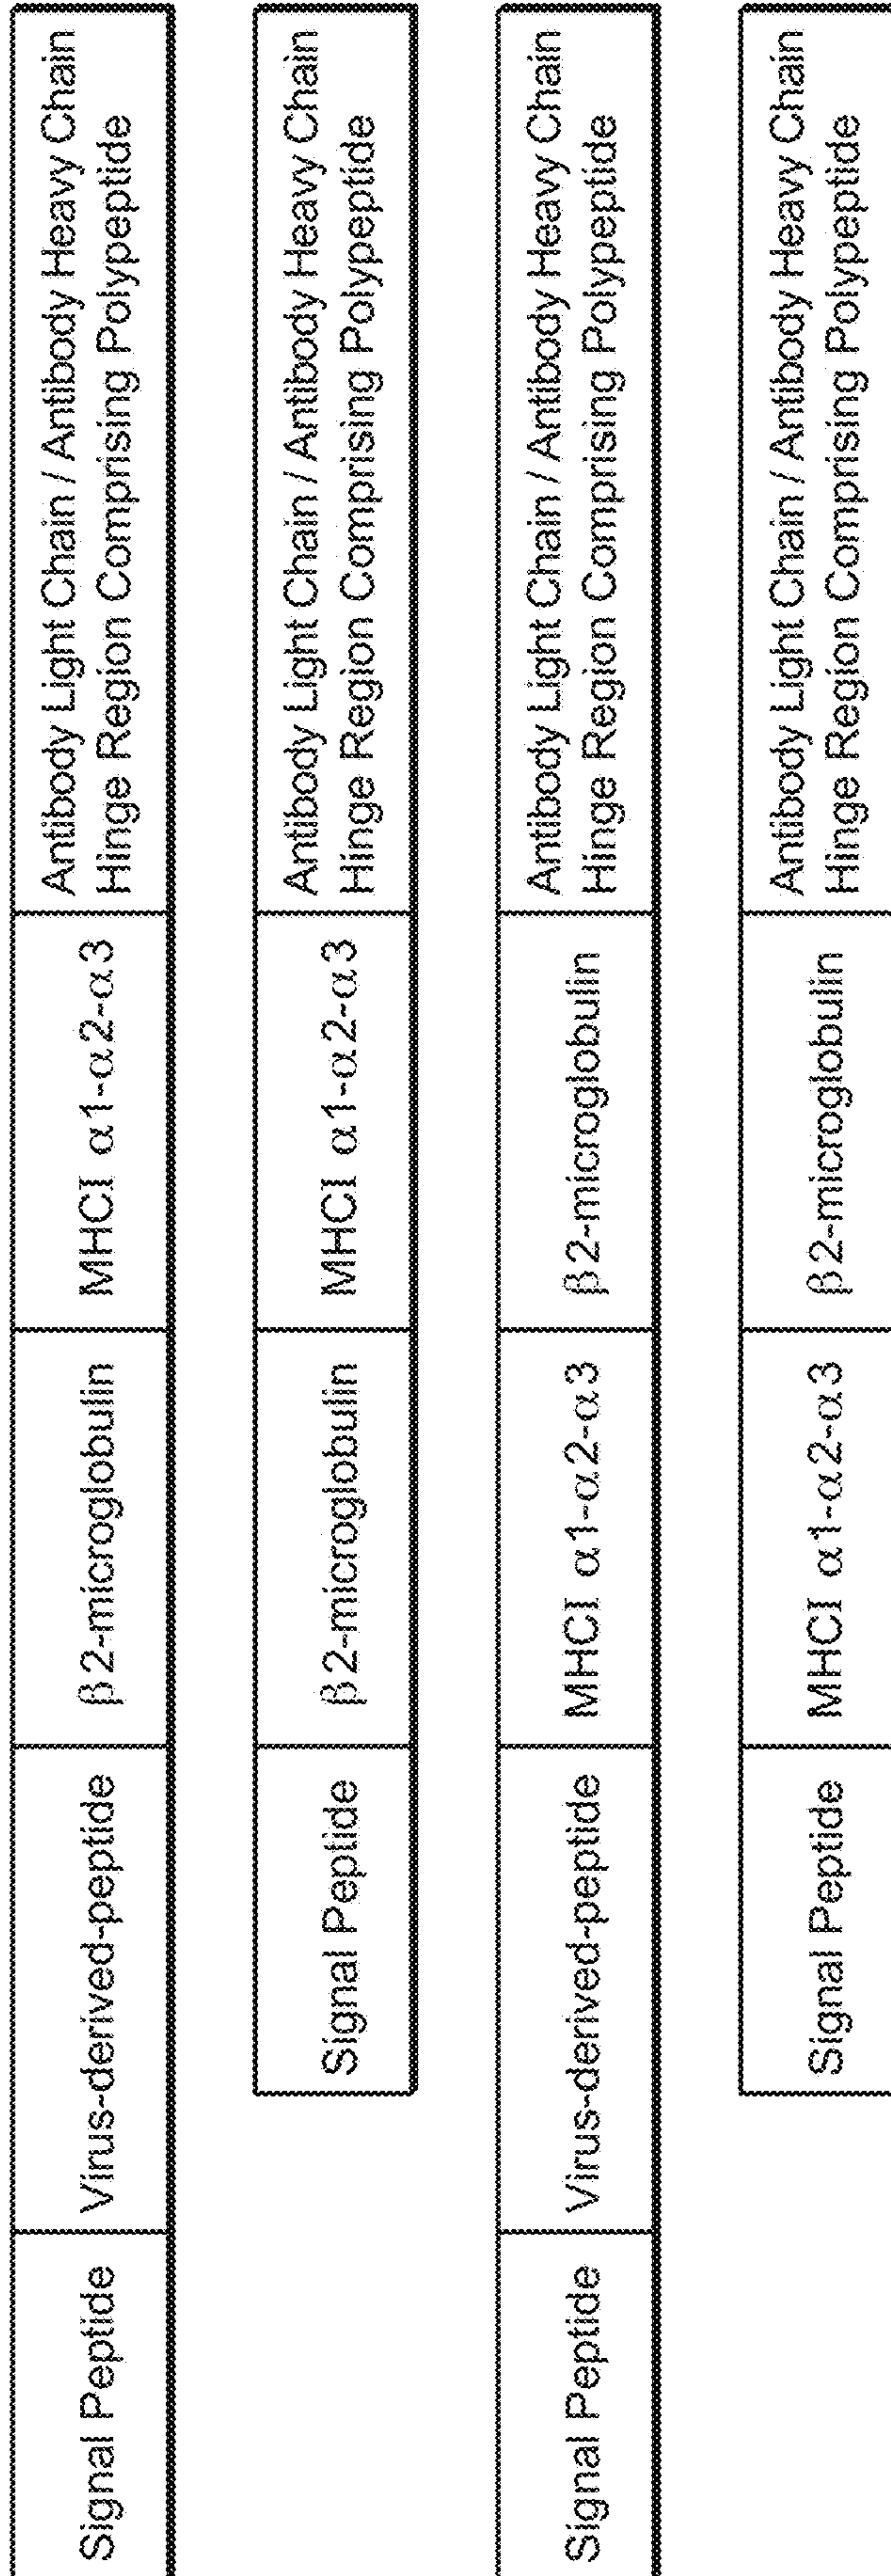 Signal Peptide
Virus-derived-peptide
β2-microglobulin
MHCI α1-α2-α3
Antibody Light Chain / Antibody Heavy Chain
Hinge Region Comprising Polypeptide
Signal Peptide
β2-microglobulin
MHCI α1-α2-α3
Antibody Light Chain / Antibody Heavy Chain
Hinge Region Comprising Polypeptide
Signal Peptide
Virus-derived-peptide
MHCI α1-α2-α3
β2-microglobulin
Antibody Light Chain / Antibody Heavy Chain
Hinge Region Comprising Polypeptide
Signal Peptide
MHCI α1-α2-α3
β2-microglobulin
Antibody Light Chain / Antibody Heavy Chain
Hinge Region Comprising Polypeptide